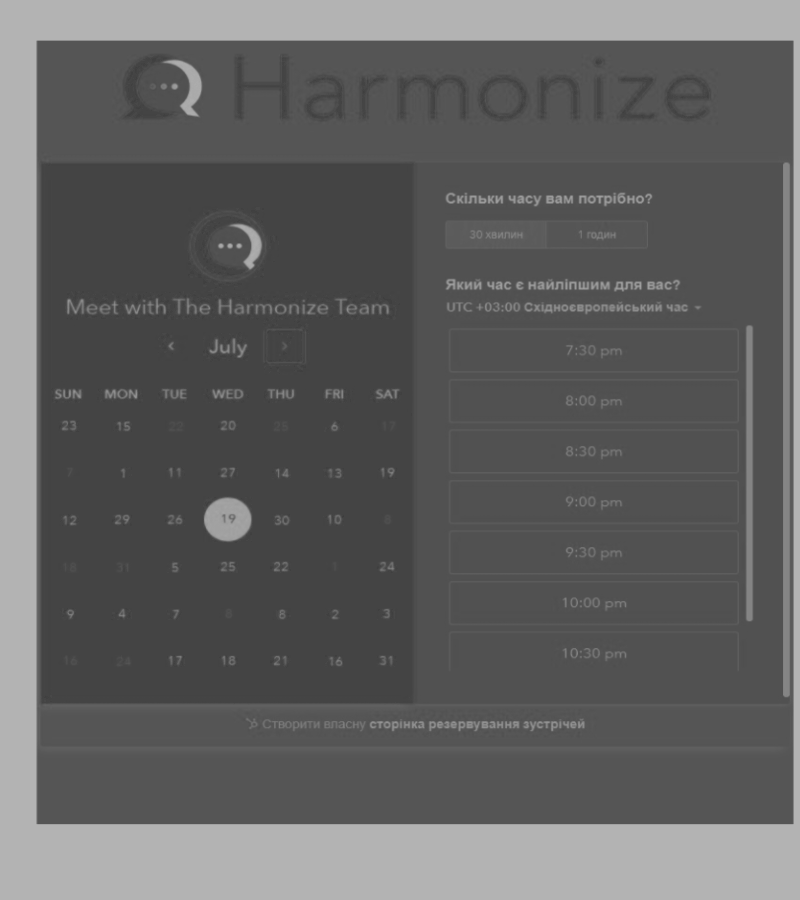 Harmonize
Meet with The Harmonize Team
July
SUN MON TUE WED THU FRI SAT
23 15 22 20 25 6 17
7 1 11 27 14 13 19
12 29 26 19 30 10
31 5 25 22 24
9 4 7 8 2 3
24 17 18 21 16 31
Скільки часу вам потрібно?
30 хвилин 1 годин
Який час є найліпшим для вас?
UTC +03:00 Східноєвропейський час
7:30 pm
8:00 pm
8:30 pm
9:00 pm
9:30 pm
10:00 pm
10:30 pm
Створити власну сторінка резервування зустрічей